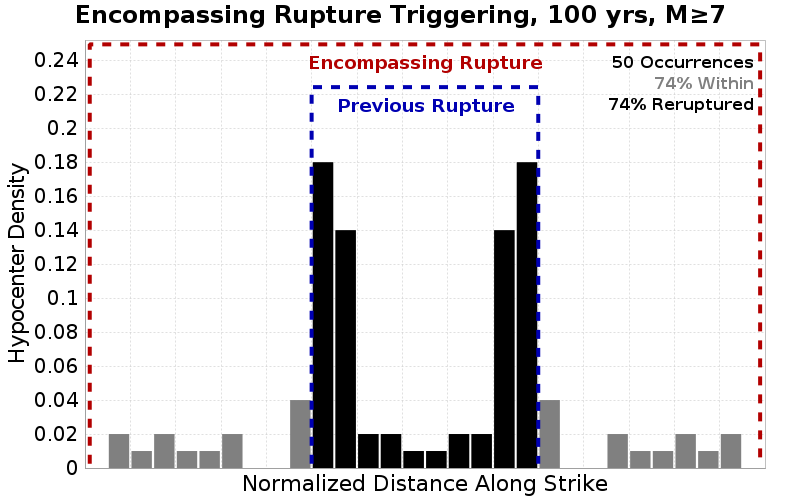 Encompassing Rupture Triggering, 100 yrs, M≥7
Encompassing Rupture
Previous Rupture
50 Occurrences
74% Within
74% Reruptured
Hypocenter Density
0.24
0.22
0.2
0.18
0.16
0.14
0.12
0.1
0.08
0.06
0.04
0.02
0
Normalized Distance Along Strike